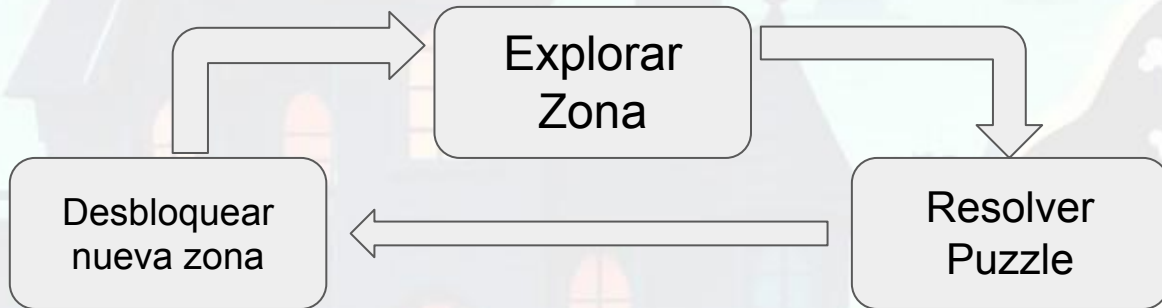 Explorar
Zona
Desbloquear
nueva zona
Resolver
Puzzle